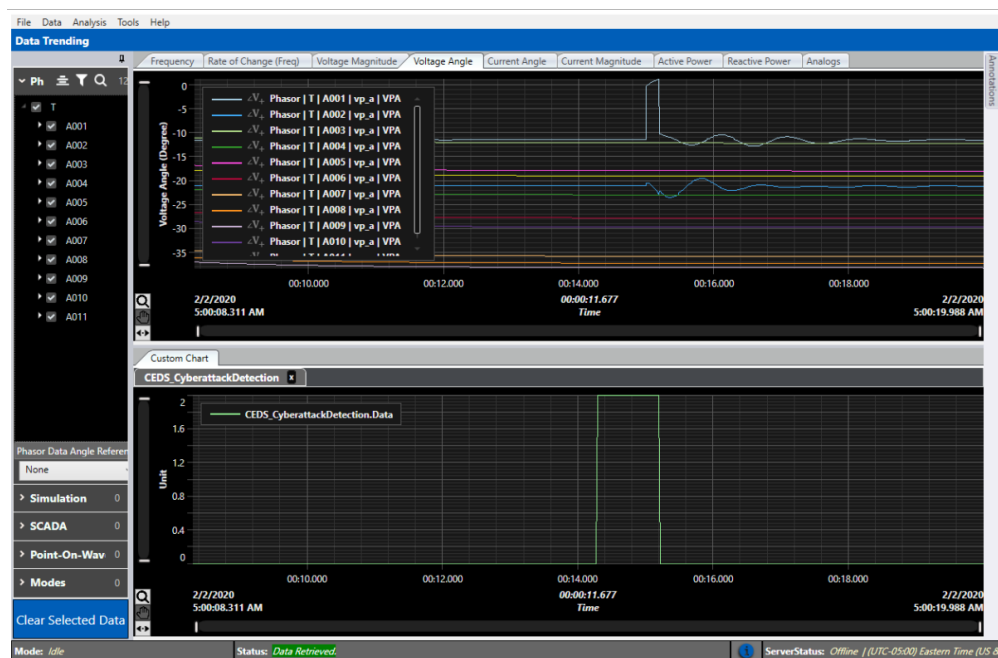 File Data Analysis Tools Help
Data Trending
Ph 12
T
A001
A002
A003
A004
A005
A006
A007
A008
A009
A010
A011
Phasor Data Angle Referen
None
Simulation 0
SCADA 0
Point-On-Wav 0
Modes 0
Clear Selected Data
Frequency Rate of Change (Freq) Voltage Magnitude Voltage Angle Current Angle Current Magnitude Active Power Reactive Power Analogs
Annotations
Voltage Angle (Degree)
0
-5
-10
-15
-20
-25
-30
-35
∠V+ Phasor | T | A001 | vp_a | VPA
∠V+ Phasor | T | A002 | vp_a | VPA
∠V+ Phasor | T | A003 | vp_a | VPA
∠V+ Phasor | T | A004 | vp_a | VPA
∠V+ Phasor | T | A005 | vp_a | VPA
∠V+ Phasor | T | A006 | vp_a | VPA
∠V+ Phasor | T | A007 | vp_a | VPA
∠V+ Phasor | T | A008 | vp_a | VPA
∠V+ Phasor | T | A009 | vp_a | VPA
∠V+ Phasor | T | A010 | vp_a | VPA
00:10.000 00:12.000 00:14.000 00:16.000 00:18.000
2/2/2020 00:00:11.677 2/2/2020
5:00:08.311 AM Time 5:00:19.988 AM
Custom Chart
CEDS_CyberattackDetection x
CEDS_CyberattackDetection.Data
Unit
2
1.6
1.2
0.8
0.4
0
00:10.000 00:12.000 00:14.000 00:16.000 00:18.000
2/2/2020 00:00:11.677 2/2/2020
5:00:08.311 AM Time 5:00:19.988 AM
Mode: Idle Status: Data Retrieved. i ServerStatus: Offline | (UTC-05:00) Eastern Time (US &